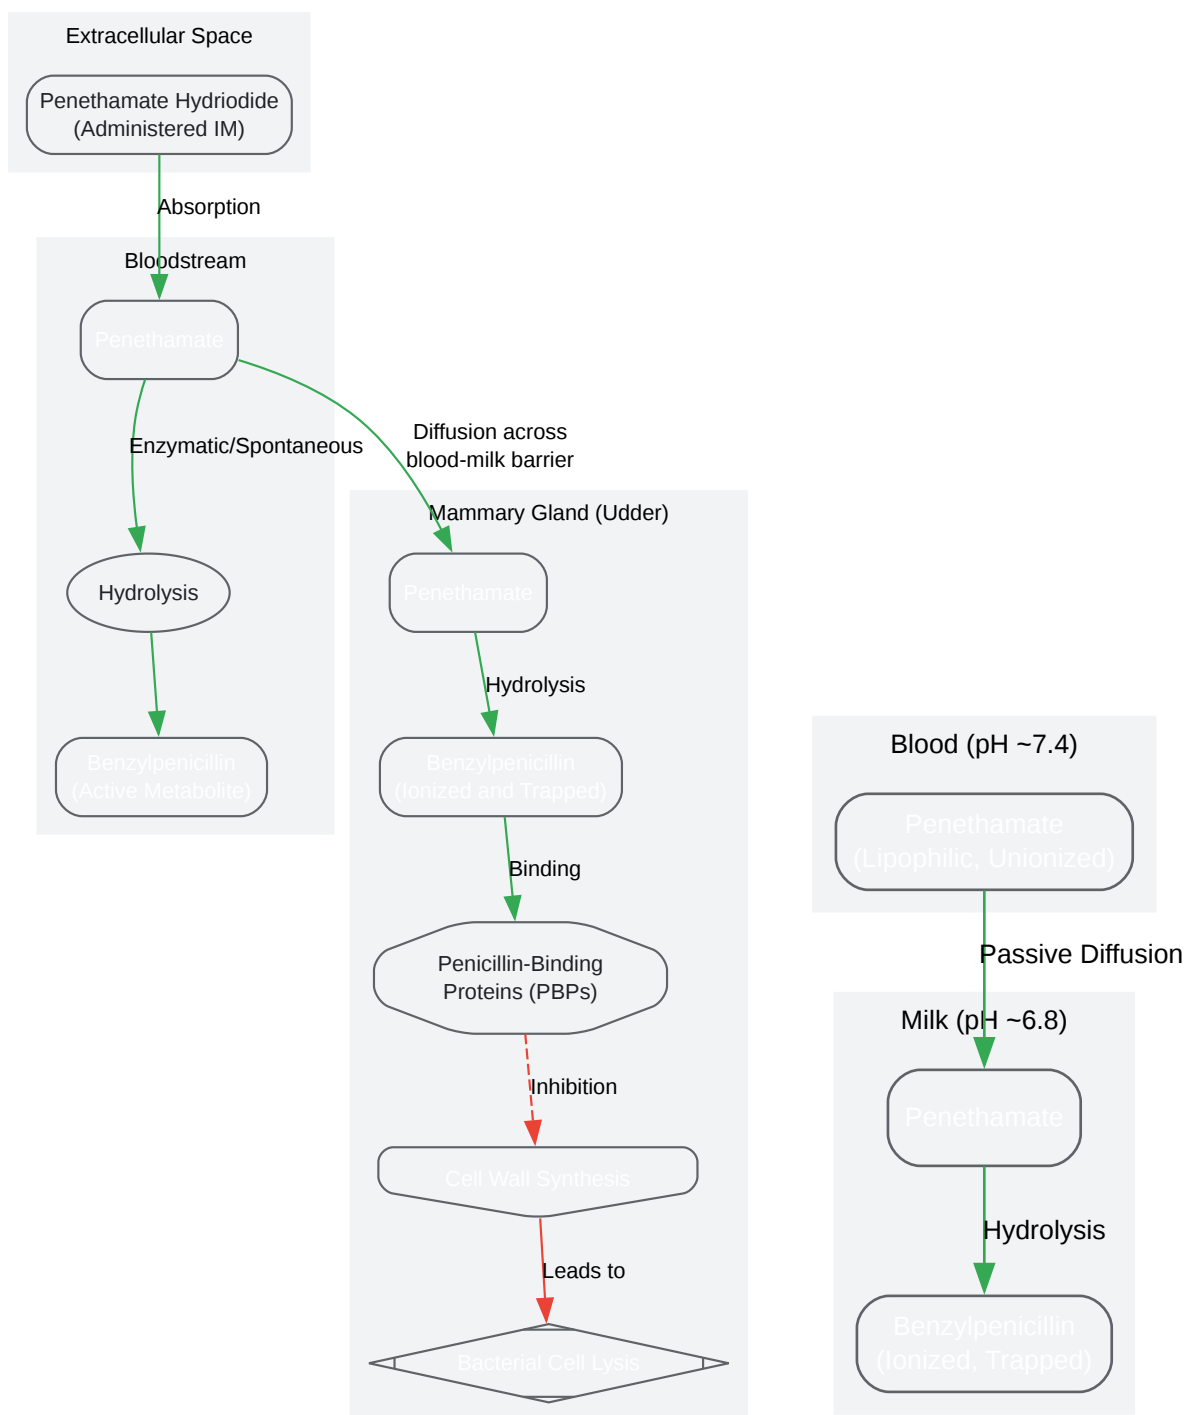 Extracellular Space
Penethamate Hydriodide
(Administered IM)
Absorption
Bloodstream
Penethamate
Enzymatic/Spontaneous
Diffusion across
blood-milk barrier
Mammary Gland (Udder)
Hydrolysis
Penethamate
Hydrolysis
Benzylpenicillin
(Active Metabolite)
Benzylpenicillin
(Ionized and Trapped)
Binding
Penicillin-Binding
Proteins (PBPs)
Inhibition
Cell Wall Synthesis
Leads to
Bacterial Cell Lysis
Blood (pH ~7.4)
Penethamate
(Lipophilic, Unionized)
Passive Diffusion
Milk (pH ~6.8)
Penethamate
Hydrolysis
Benzylpenicillin
(Ionized, Trapped)